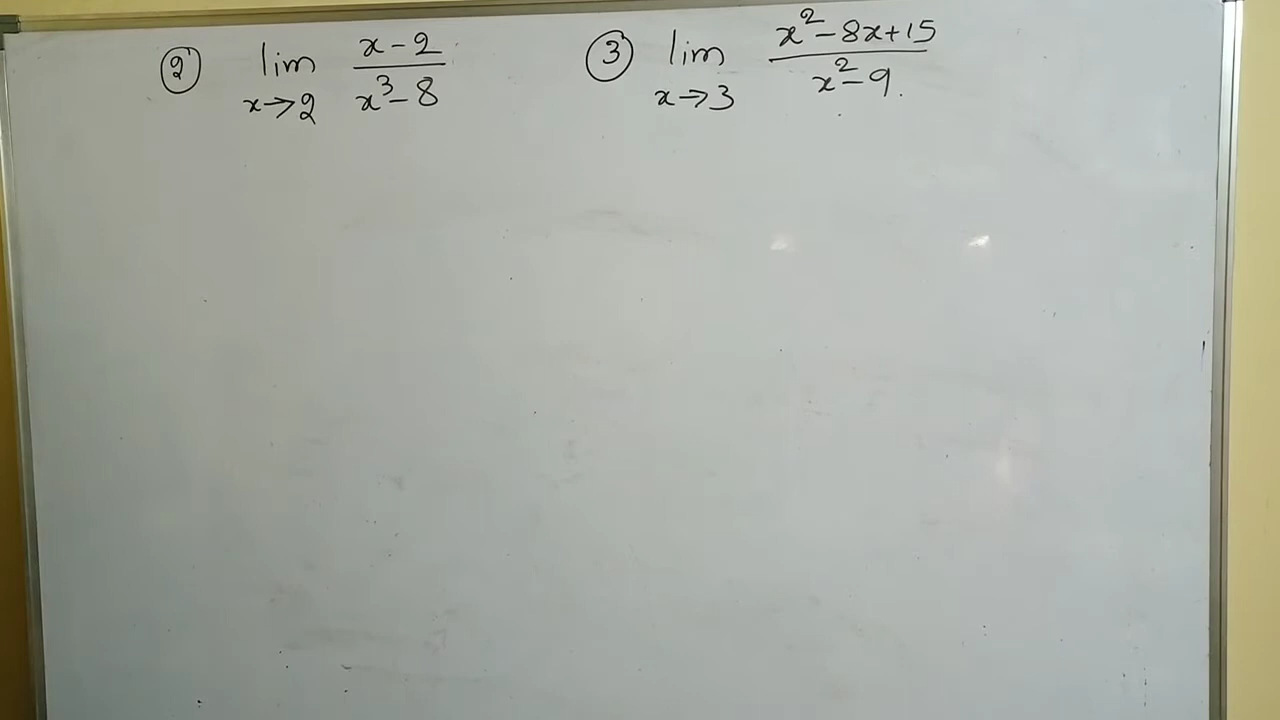 ② lim x→2 x-2 / x³-8
③ lim x→3 x²-8x+15 / x²-9.